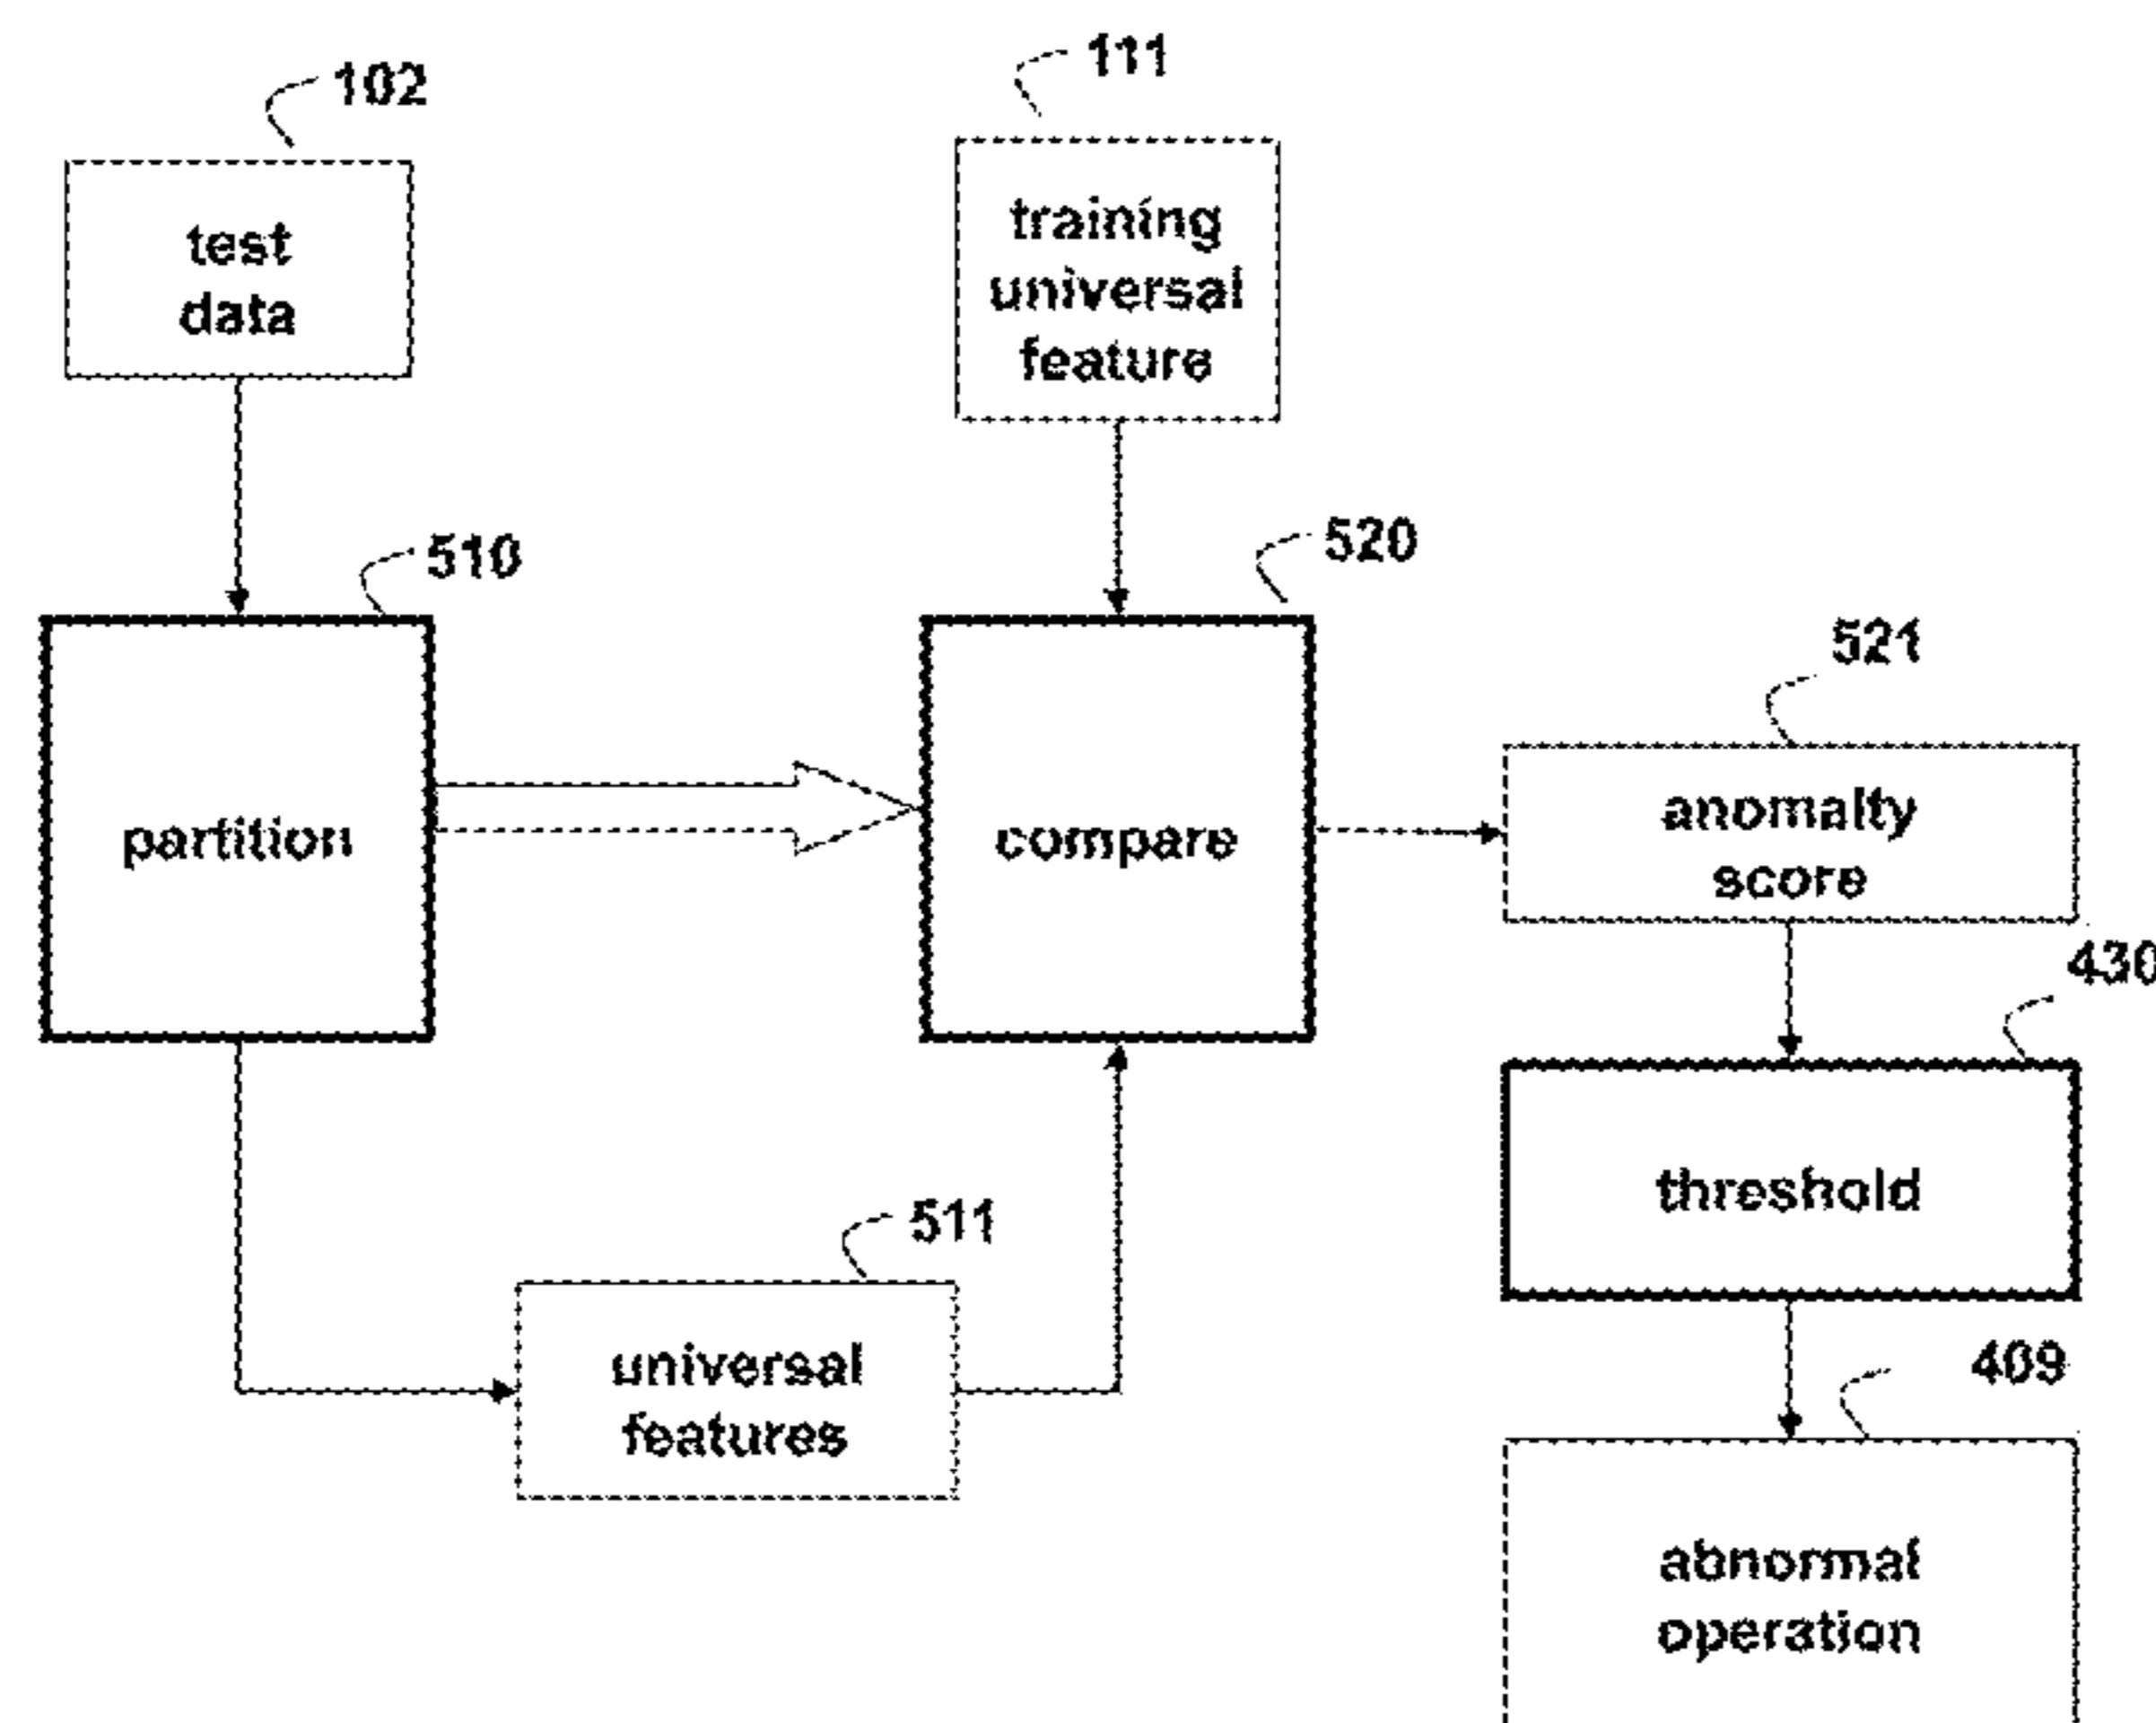 102
111
test
data
training
universal
feature
510
520
521
partition
compare
anomalty
score
430
threshold
511
universal
features
409
abnormal
operation